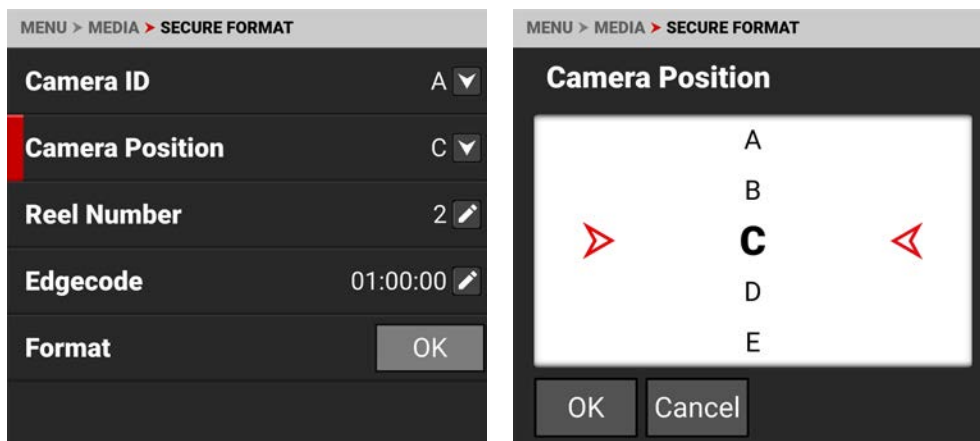 MENU > MEDIA > SECURE FORMAT
Camera ID A
Camera Position C
Reel Number 2
Edgecode 01:00:00
Format OK
MENU > MEDIA > SECURE FORMAT
Camera Position
A
B
C
D
E
OK Cancel